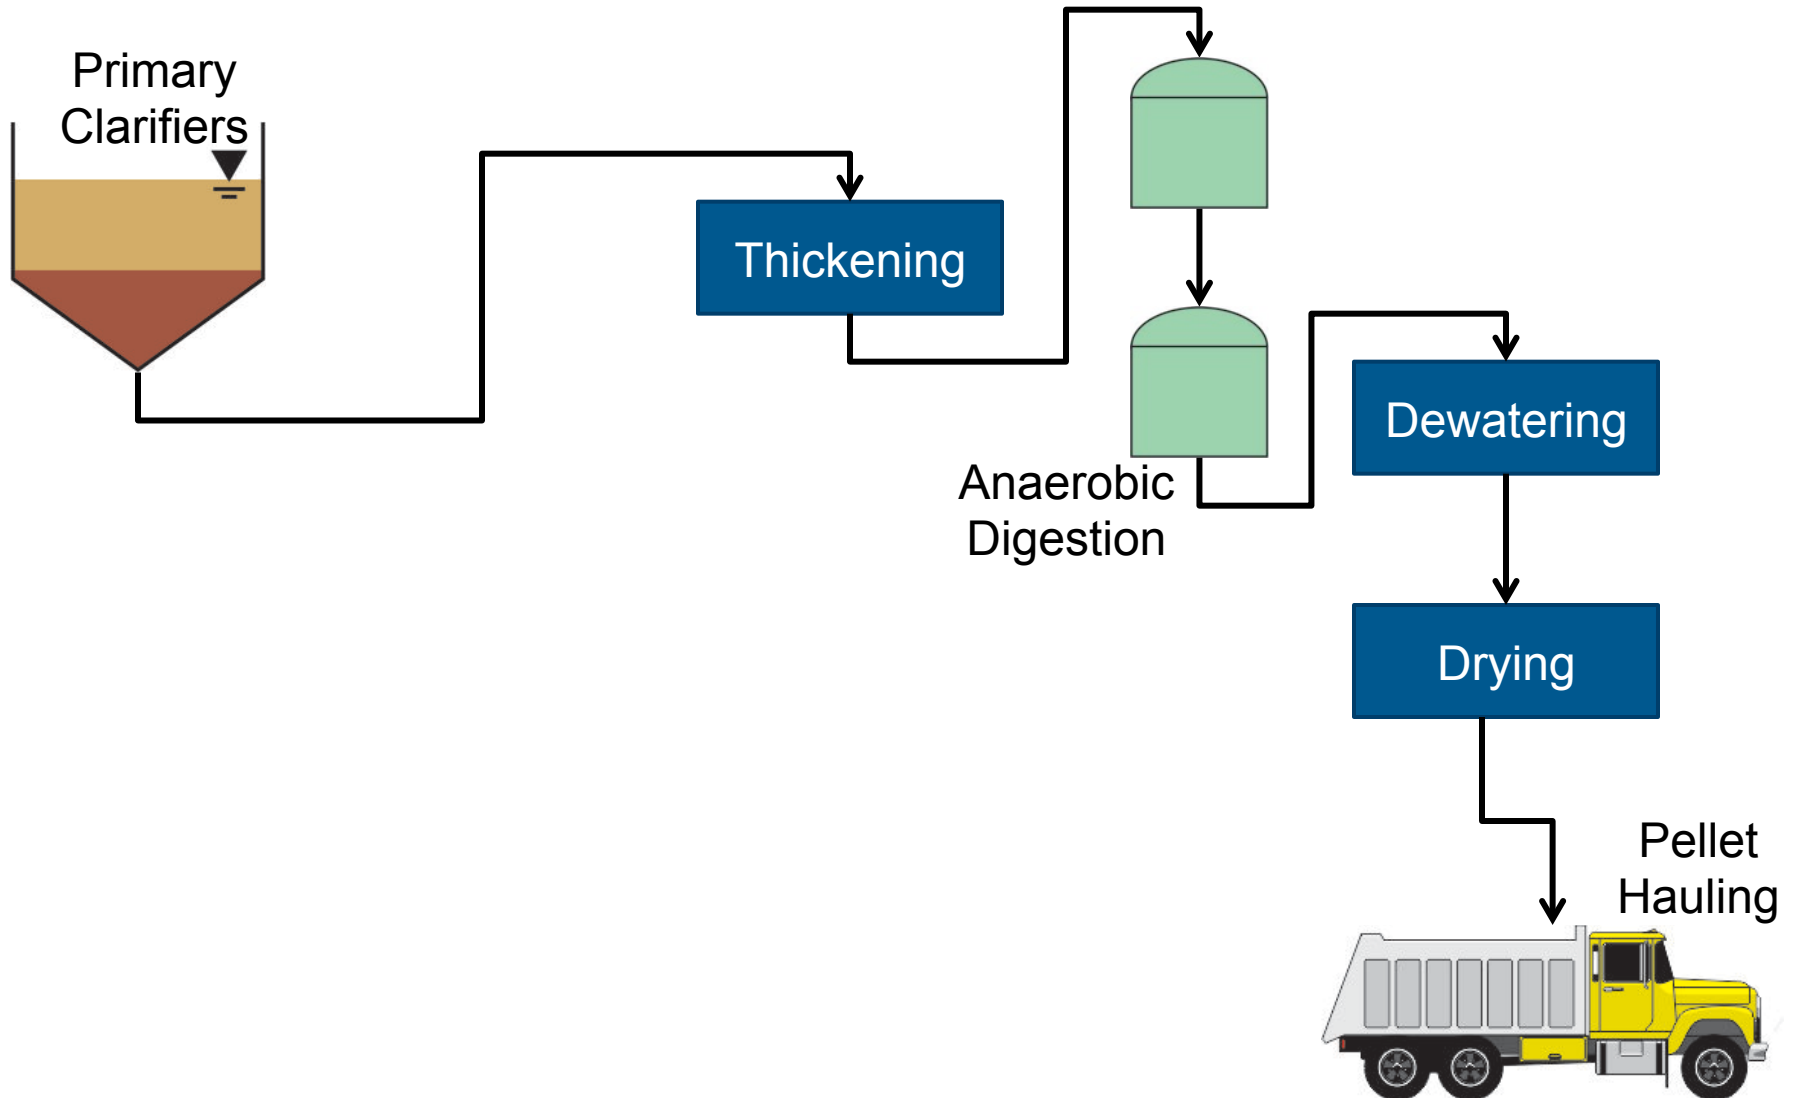 Primary
Clarifiers
Thickening
Anaerobic
Digestion
Dewatering
Drying
Pellet
Hauling